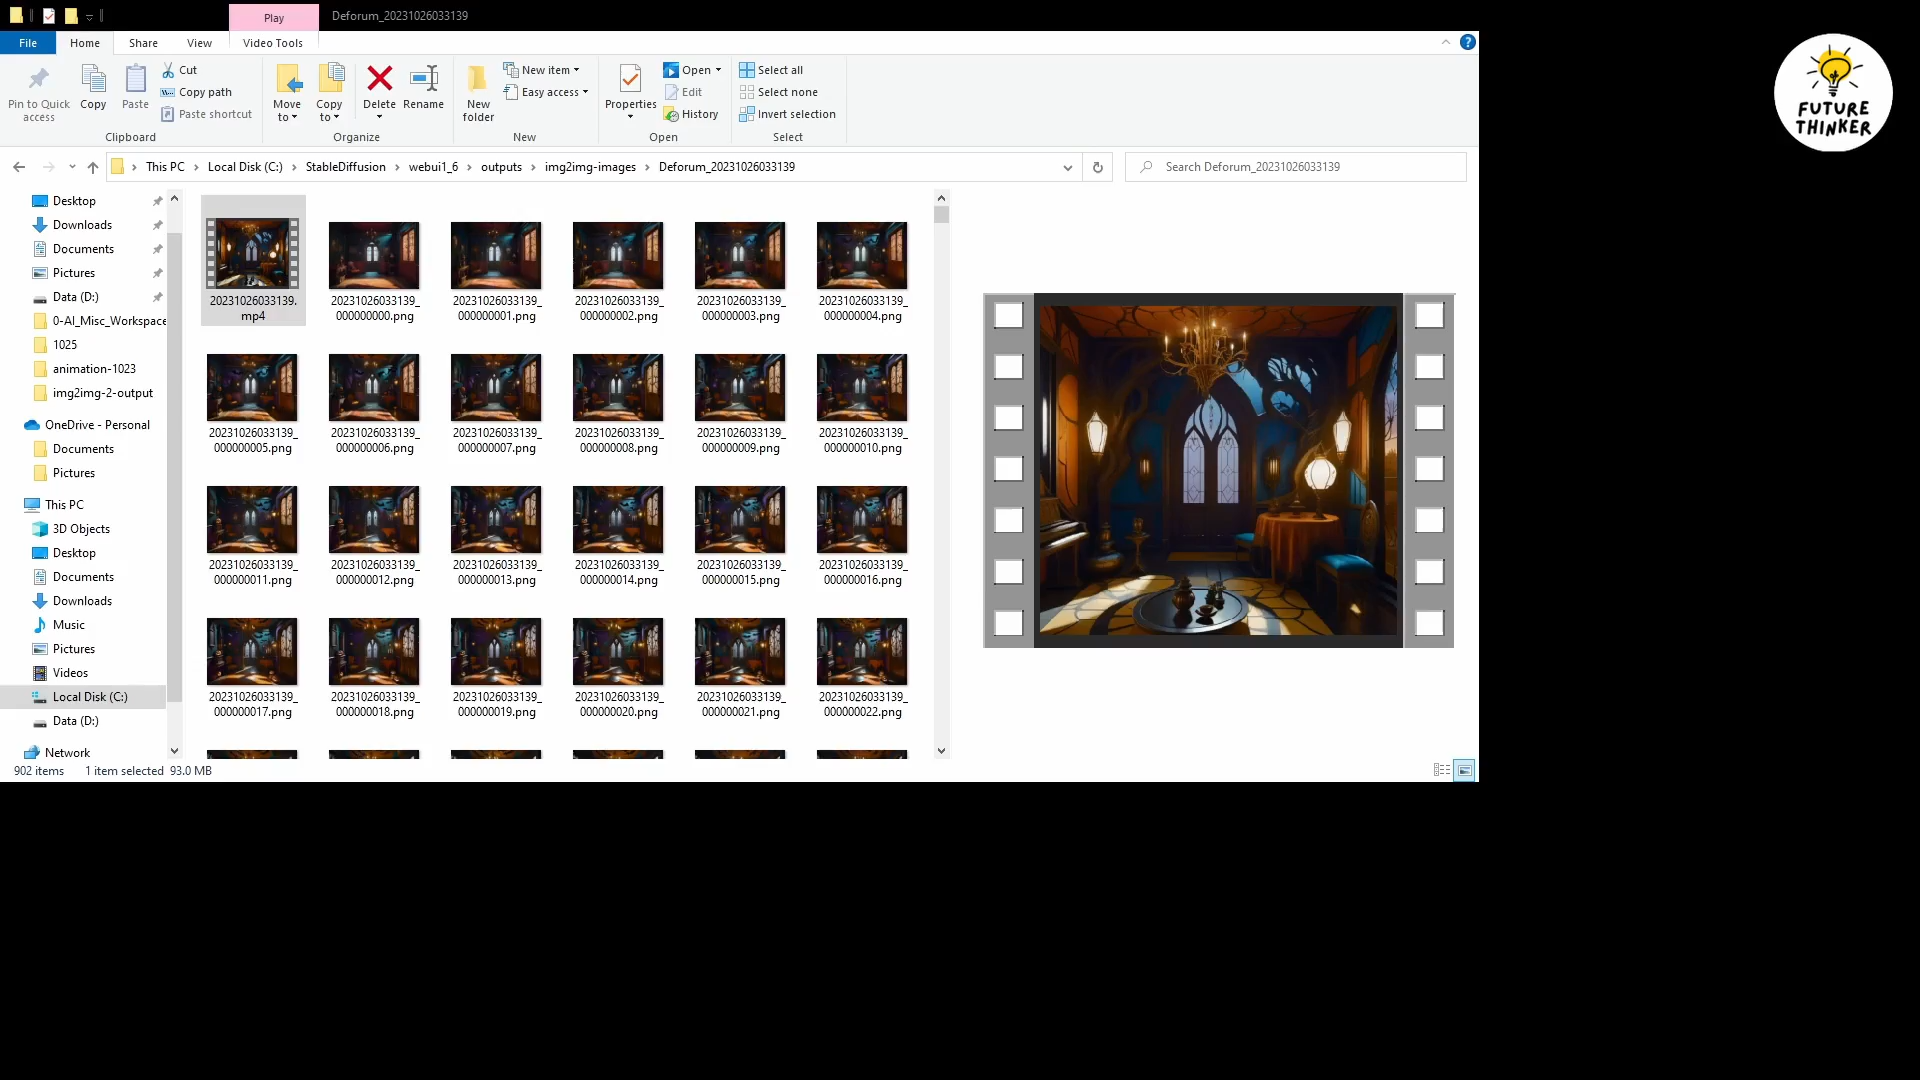 Play
Deforum_20231026033139
File
Home
Share
View
Video Tools
Pin to Quick access
Copy
Paste
Cut
Copy path
Paste shortcut
Clipboard
Move to
Copy to
Delete
Rename
Organize
New folder
New item
Easy access
New
Properties
Open
Edit
History
Open
Select all
Select none
Invert selection
Select
This PC
Local Disk (C:)
StableDiffusion
webui1_6
outputs
img2img-images
Deforum_20231026033139
Search Deforum_20231026033139
Desktop
Downloads
Documents
Pictures
Data (D:)
0-AI_Misc_Workspace
1025
animation-1023
img2img-2-output
OneDrive - Personal
Documents
Pictures
This PC
3D Objects
Desktop
Documents
Downloads
Music
Pictures
Videos
Local Disk (C:)
Data (D:)
Network
20231026033139.mp4
20231026033139_000000000.png
20231026033139_000000001.png
20231026033139_000000002.png
20231026033139_000000003.png
20231026033139_000000004.png
20231026033139_000000005.png
20231026033139_000000006.png
20231026033139_000000007.png
20231026033139_000000008.png
20231026033139_000000009.png
20231026033139_000000010.png
20231026033139_000000011.png
20231026033139_000000012.png
20231026033139_000000013.png
20231026033139_000000014.png
20231026033139_000000015.png
20231026033139_000000016.png
20231026033139_000000017.png
20231026033139_000000018.png
20231026033139_000000019.png
20231026033139_000000020.png
20231026033139_000000021.png
20231026033139_000000022.png
902 items
1 item selected 93.0 MB
FUTURE
THINKER